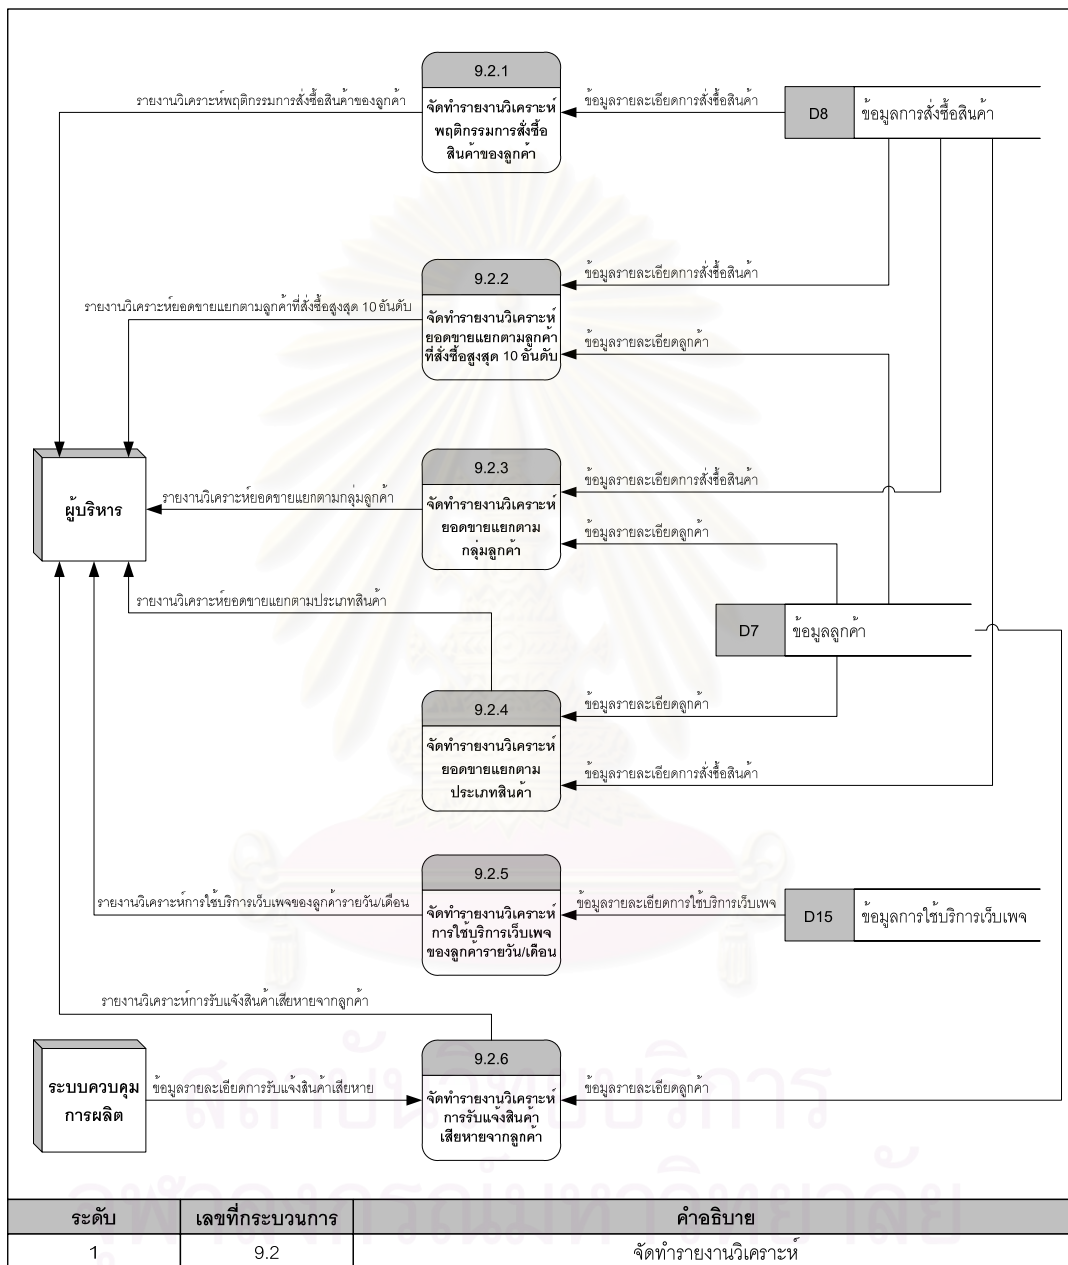 9.2.1
รายงานวิเคราะห์พฤติกรรมการสั่งซื้อสินค้าของลูกค้า
จัดทำรายงานวิเคราะห์
พฤติกรรมการสั่งซื้อ
สินค้าของลูกค้า
ข้อมูลรายละเอียดการสั่งซื้อสินค้า
D8
ข้อมูลการสั่งซื้อสินค้า
9.2.2
รายงานวิเคราะห์ยอดขายแยกตามลูกค้าที่สั่งซื้อสูงสุด 10 อันดับ
จัดทำรายงานวิเคราะห์
ยอดขายแยกตามลูกค้า
ที่สั่งซื้อสูงสุด 10 อันดับ
ข้อมูลรายละเอียดการสั่งซื้อสินค้า
ข้อมูลรายละเอียดลูกค้า
ผู้บริหาร
9.2.3
รายงานวิเคราะห์ยอดขายแยกตามกลุ่มลูกค้า
จัดทำรายงานวิเคราะห์
ยอดขายแยกตาม
กลุ่มลูกค้า
ข้อมูลรายละเอียดการสั่งซื้อสินค้า
ข้อมูลรายละเอียดลูกค้า
รายงานวิเคราะห์ยอดขายแยกตามประเภทสินค้า
D7
ข้อมูลลูกค้า
9.2.4
จัดทำรายงานวิเคราะห์
ยอดขายแยกตาม
ประเภทสินค้า
ข้อมูลรายละเอียดลูกค้า
ข้อมูลรายละเอียดการสั่งซื้อสินค้า
9.2.5
รายงานวิเคราะห์การใช้บริการเว็บเพจของลูกค้ารายวัน/เดือน
จัดทำรายงานวิเคราะห์
การใช้บริการเว็บเพจ
ของลูกค้ารายวัน/เดือน
ข้อมูลรายละเอียดการใช้บริการเว็บเพจ
D15
ข้อมูลการใช้บริการเว็บเพจ
รายงานวิเคราะห์การรับแจ้งสินค้าเสียหายจากลูกค้า
ระบบควบคุม
การผลิต
ข้อมูลรายละเอียดการรับแจ้งสินค้าเสียหาย
9.2.6
จัดทำรายงานวิเคราะห์
การรับแจ้งสินค้า
เสียหายจากลูกค้า
ข้อมูลรายละเอียดลูกค้า
สถาบันวิทยบริการ
จุฬาลงกรณ์มหาวิทยาลัย
ระดับ เลขที่กระบวนการ คำอธิบาย
1 9.2 จัดทำรายงานวิเคราะห์